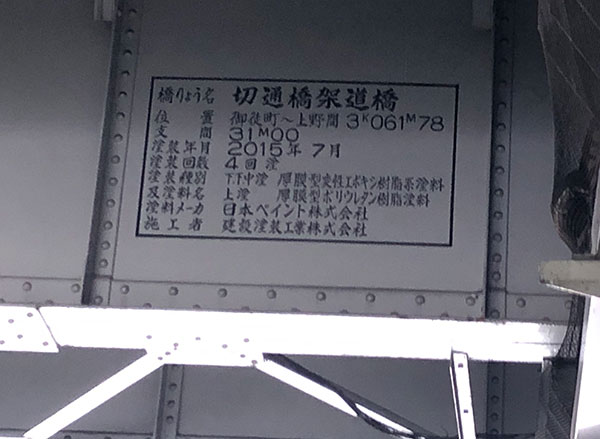 橋りょう名 切通橋架道橋
位置 御徒町〜上野間 3K061M78
支間 31M00
塗装年月 2015年7月
塗装回数 4回塗
塗装種別 下下中塗 厚膜型変性エポキシ樹脂系塗料
及塗料名 上塗 厚膜型ポリウレタン樹脂塗料
塗料メーカ 日本ペイント株式会社
施工者 建設塗装工業株式会社